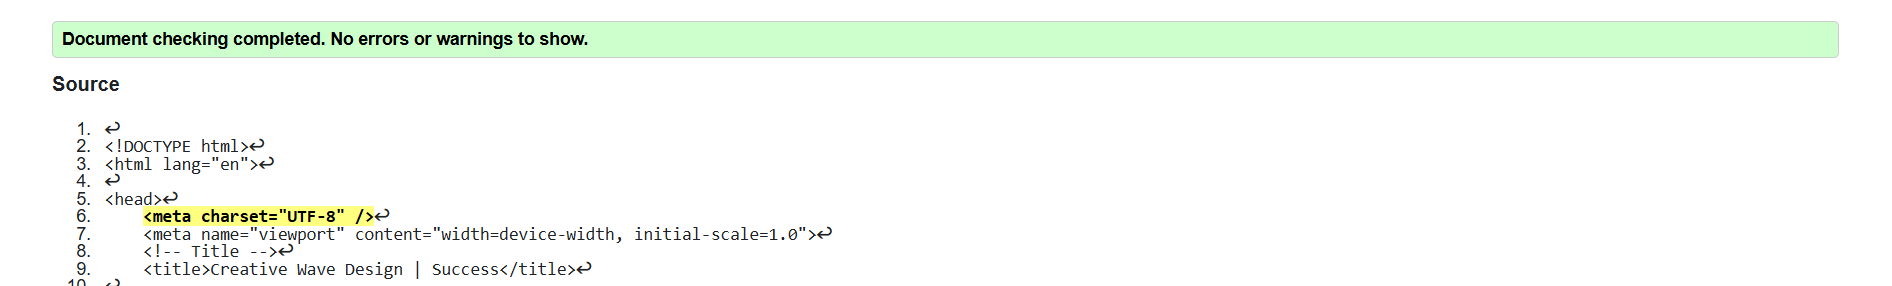 Document checking completed. No errors or warnings to show.
Source
1. ↩
2. <!DOCTYPE html>↩
3. <html lang="en">↩
4. ↩
5. <head>↩
6. <meta charset="UTF-8" />↩
7. <meta name="viewport" content="width=device-width, initial-scale=1.0">↩
8. <!-- Title -->↩
9. <title>Creative Wave Design | Success</title>↩
10. ↩